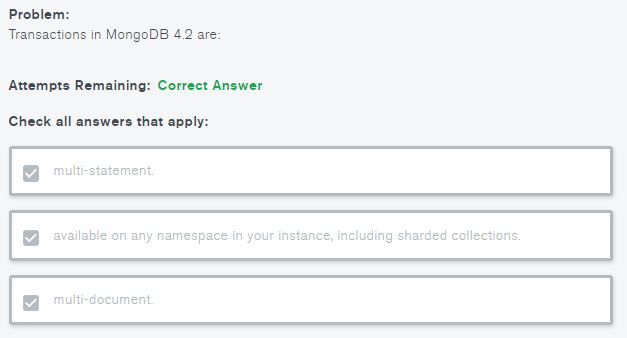 Problem:
Transactions in MongoDB 4.2 are:
Attempts Remaining: Correct Answer
Check all answers that apply:
multi-statement.
available on any namespace in your instance, including sharded collections.
multi-document.